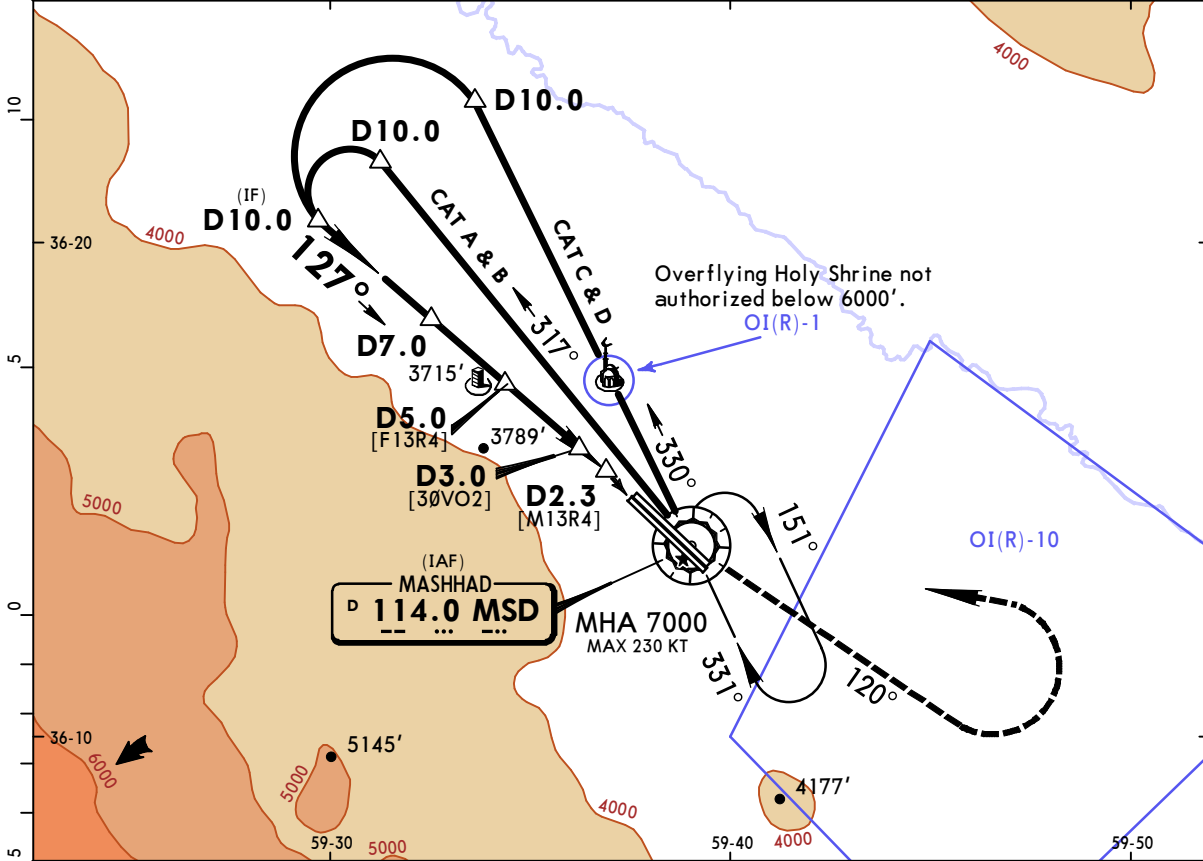 4000
10
D10.0
D10.0
CAT A & B
CAT C & D
(IF)
D10.0
4000
36-20
127°
Overflying Holy Shrine not
authorized below 6000'.
OI(R)-1
317°
D7.0
5
3715'
D5.0
[F13R4]
3789'
330°
D3.0
[30VO2]
D2.3
[M13R4]
5000
151°
OI(R)-10
(IAF)
MASHHAD
D 114.0 MSD
-- ... -..
0
MHA 7000
MAX 230 KT
331°
120°
36-10
6000
5145'
5000
4177'
4000
4000
5
59-30
5000
59-40
59-50